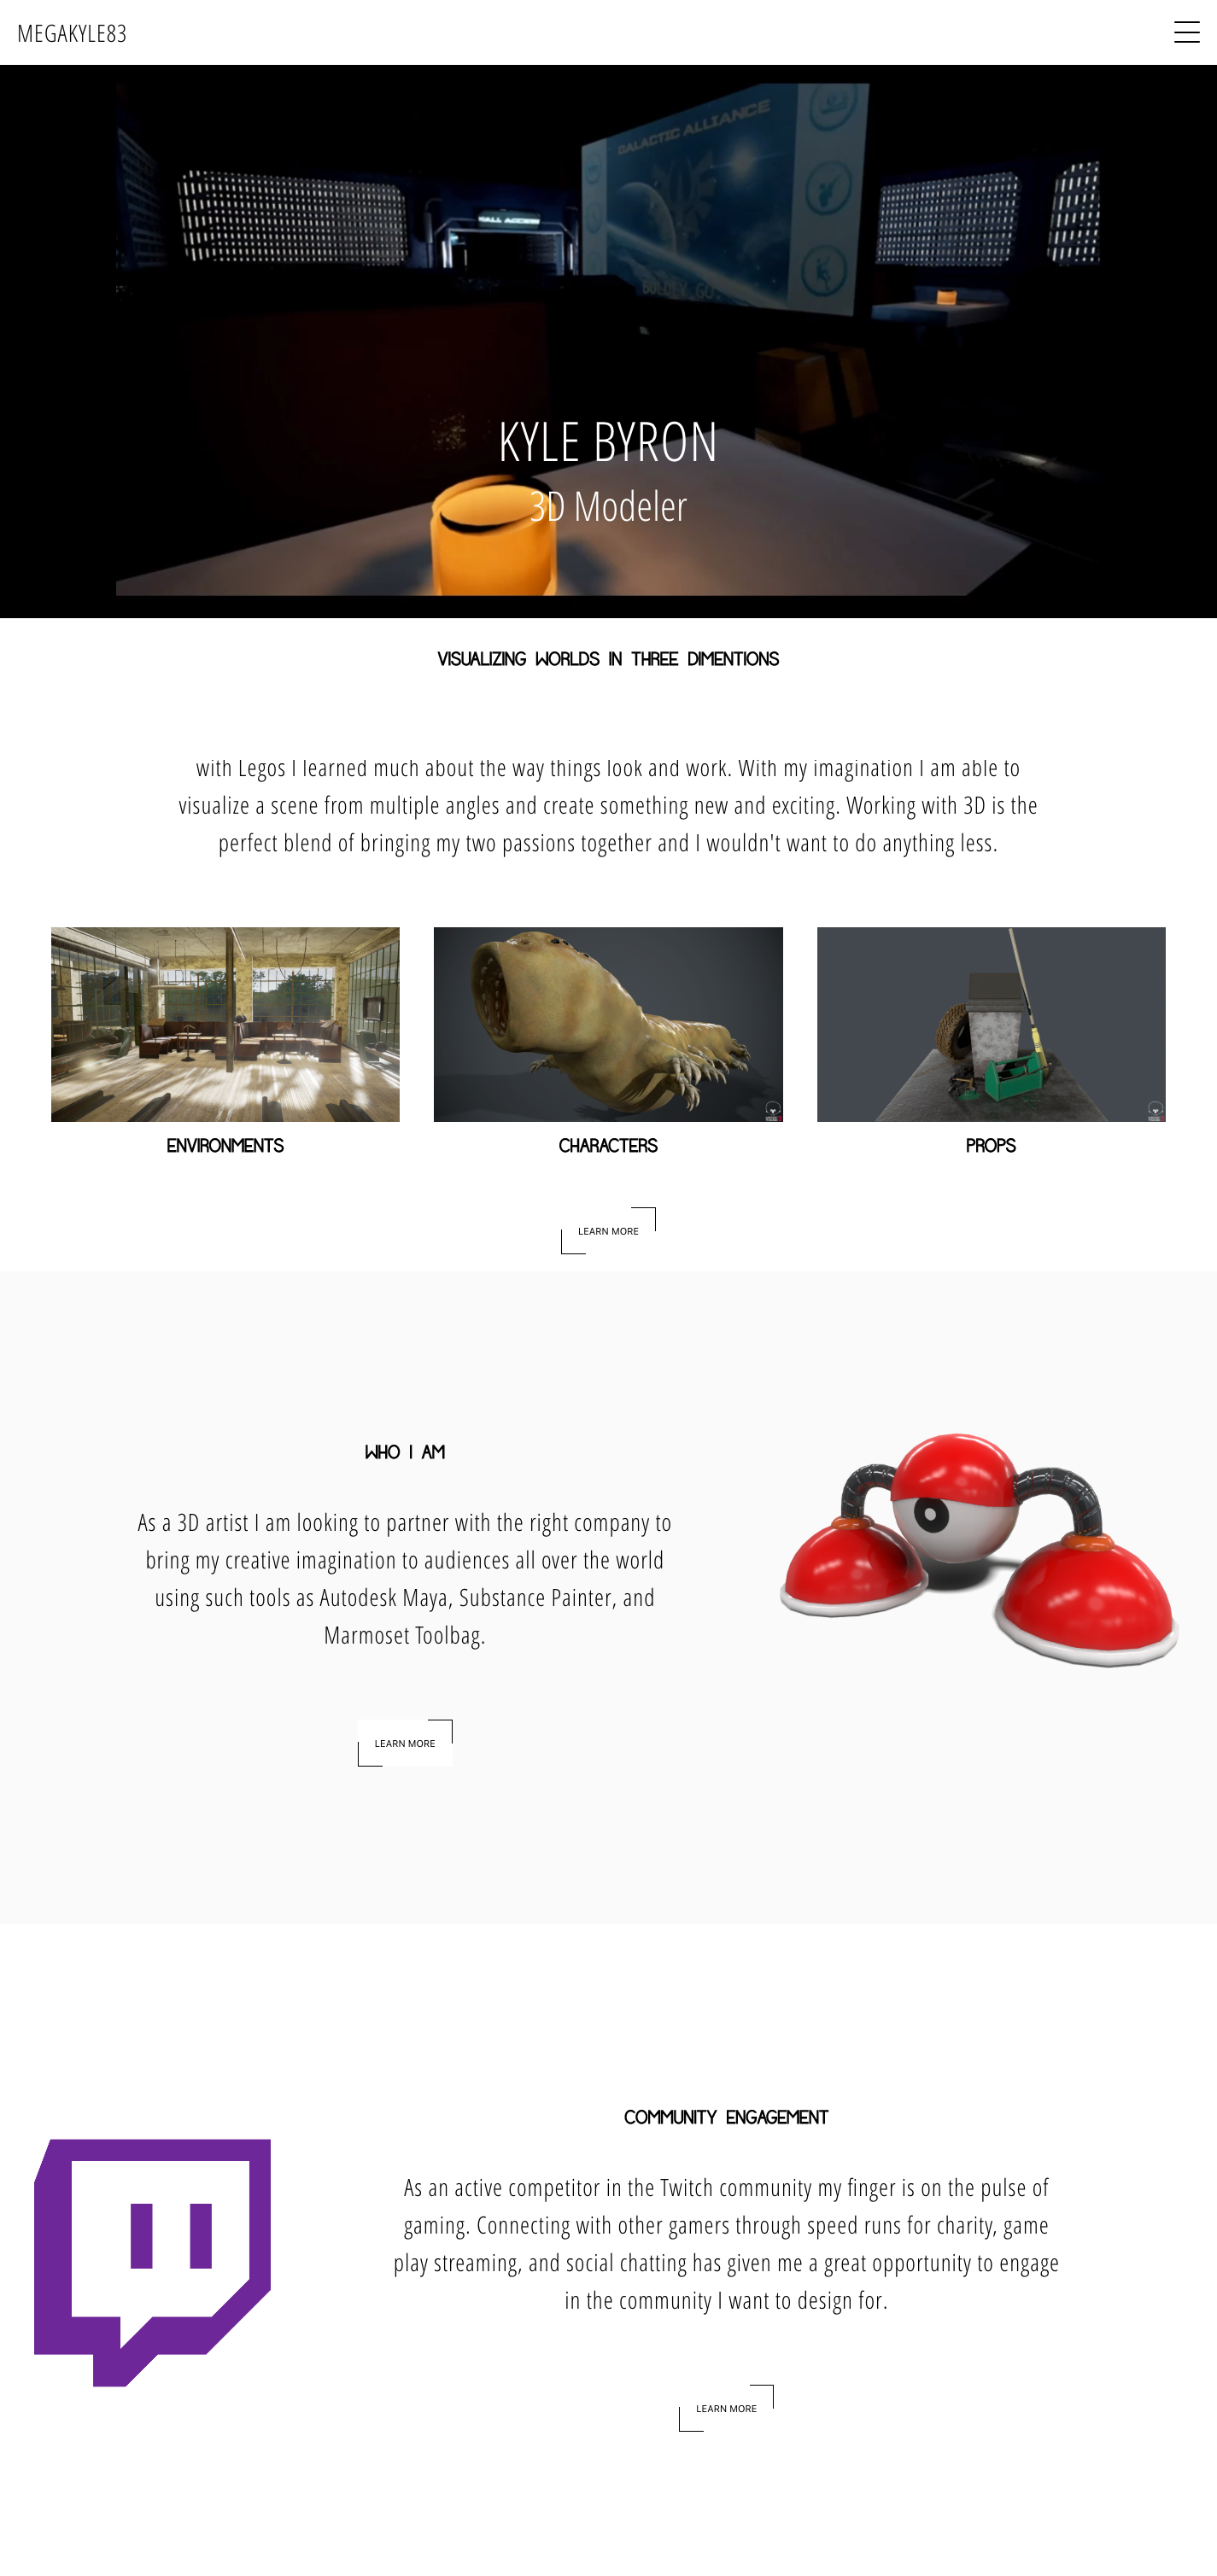 MEGAKYLE83
GALACTIC ALLIANCE
HALL ACCESS
BOLDLY GO
KYLE BYRON
3D Modeler
VISUALIZING WORLDS IN THREE DIMENTIONS
with Legos I learned much about the way things look and work. With my imagination I am able to
visualize a scene from multiple angles and create something new and exciting. Working with 3D is the
perfect blend of bringing my two passions together and I wouldn't want to do anything less.
ENVIRONMENTS
CHARACTERS
PROPS
LEARN MORE
WHO I AM
As a 3D artist I am looking to partner with the right company to
bring my creative imagination to audiences all over the world
using such tools as Autodesk Maya, Substance Painter, and
Marmoset Toolbag.
LEARN MORE
COMMUNITY ENGAGEMENT
As an active competitor in the Twitch community my finger is on the pulse of
gaming. Connecting with other gamers through speed runs for charity, game
play streaming, and social chatting has given me a great opportunity to engage
in the community I want to design for.
LEARN MORE